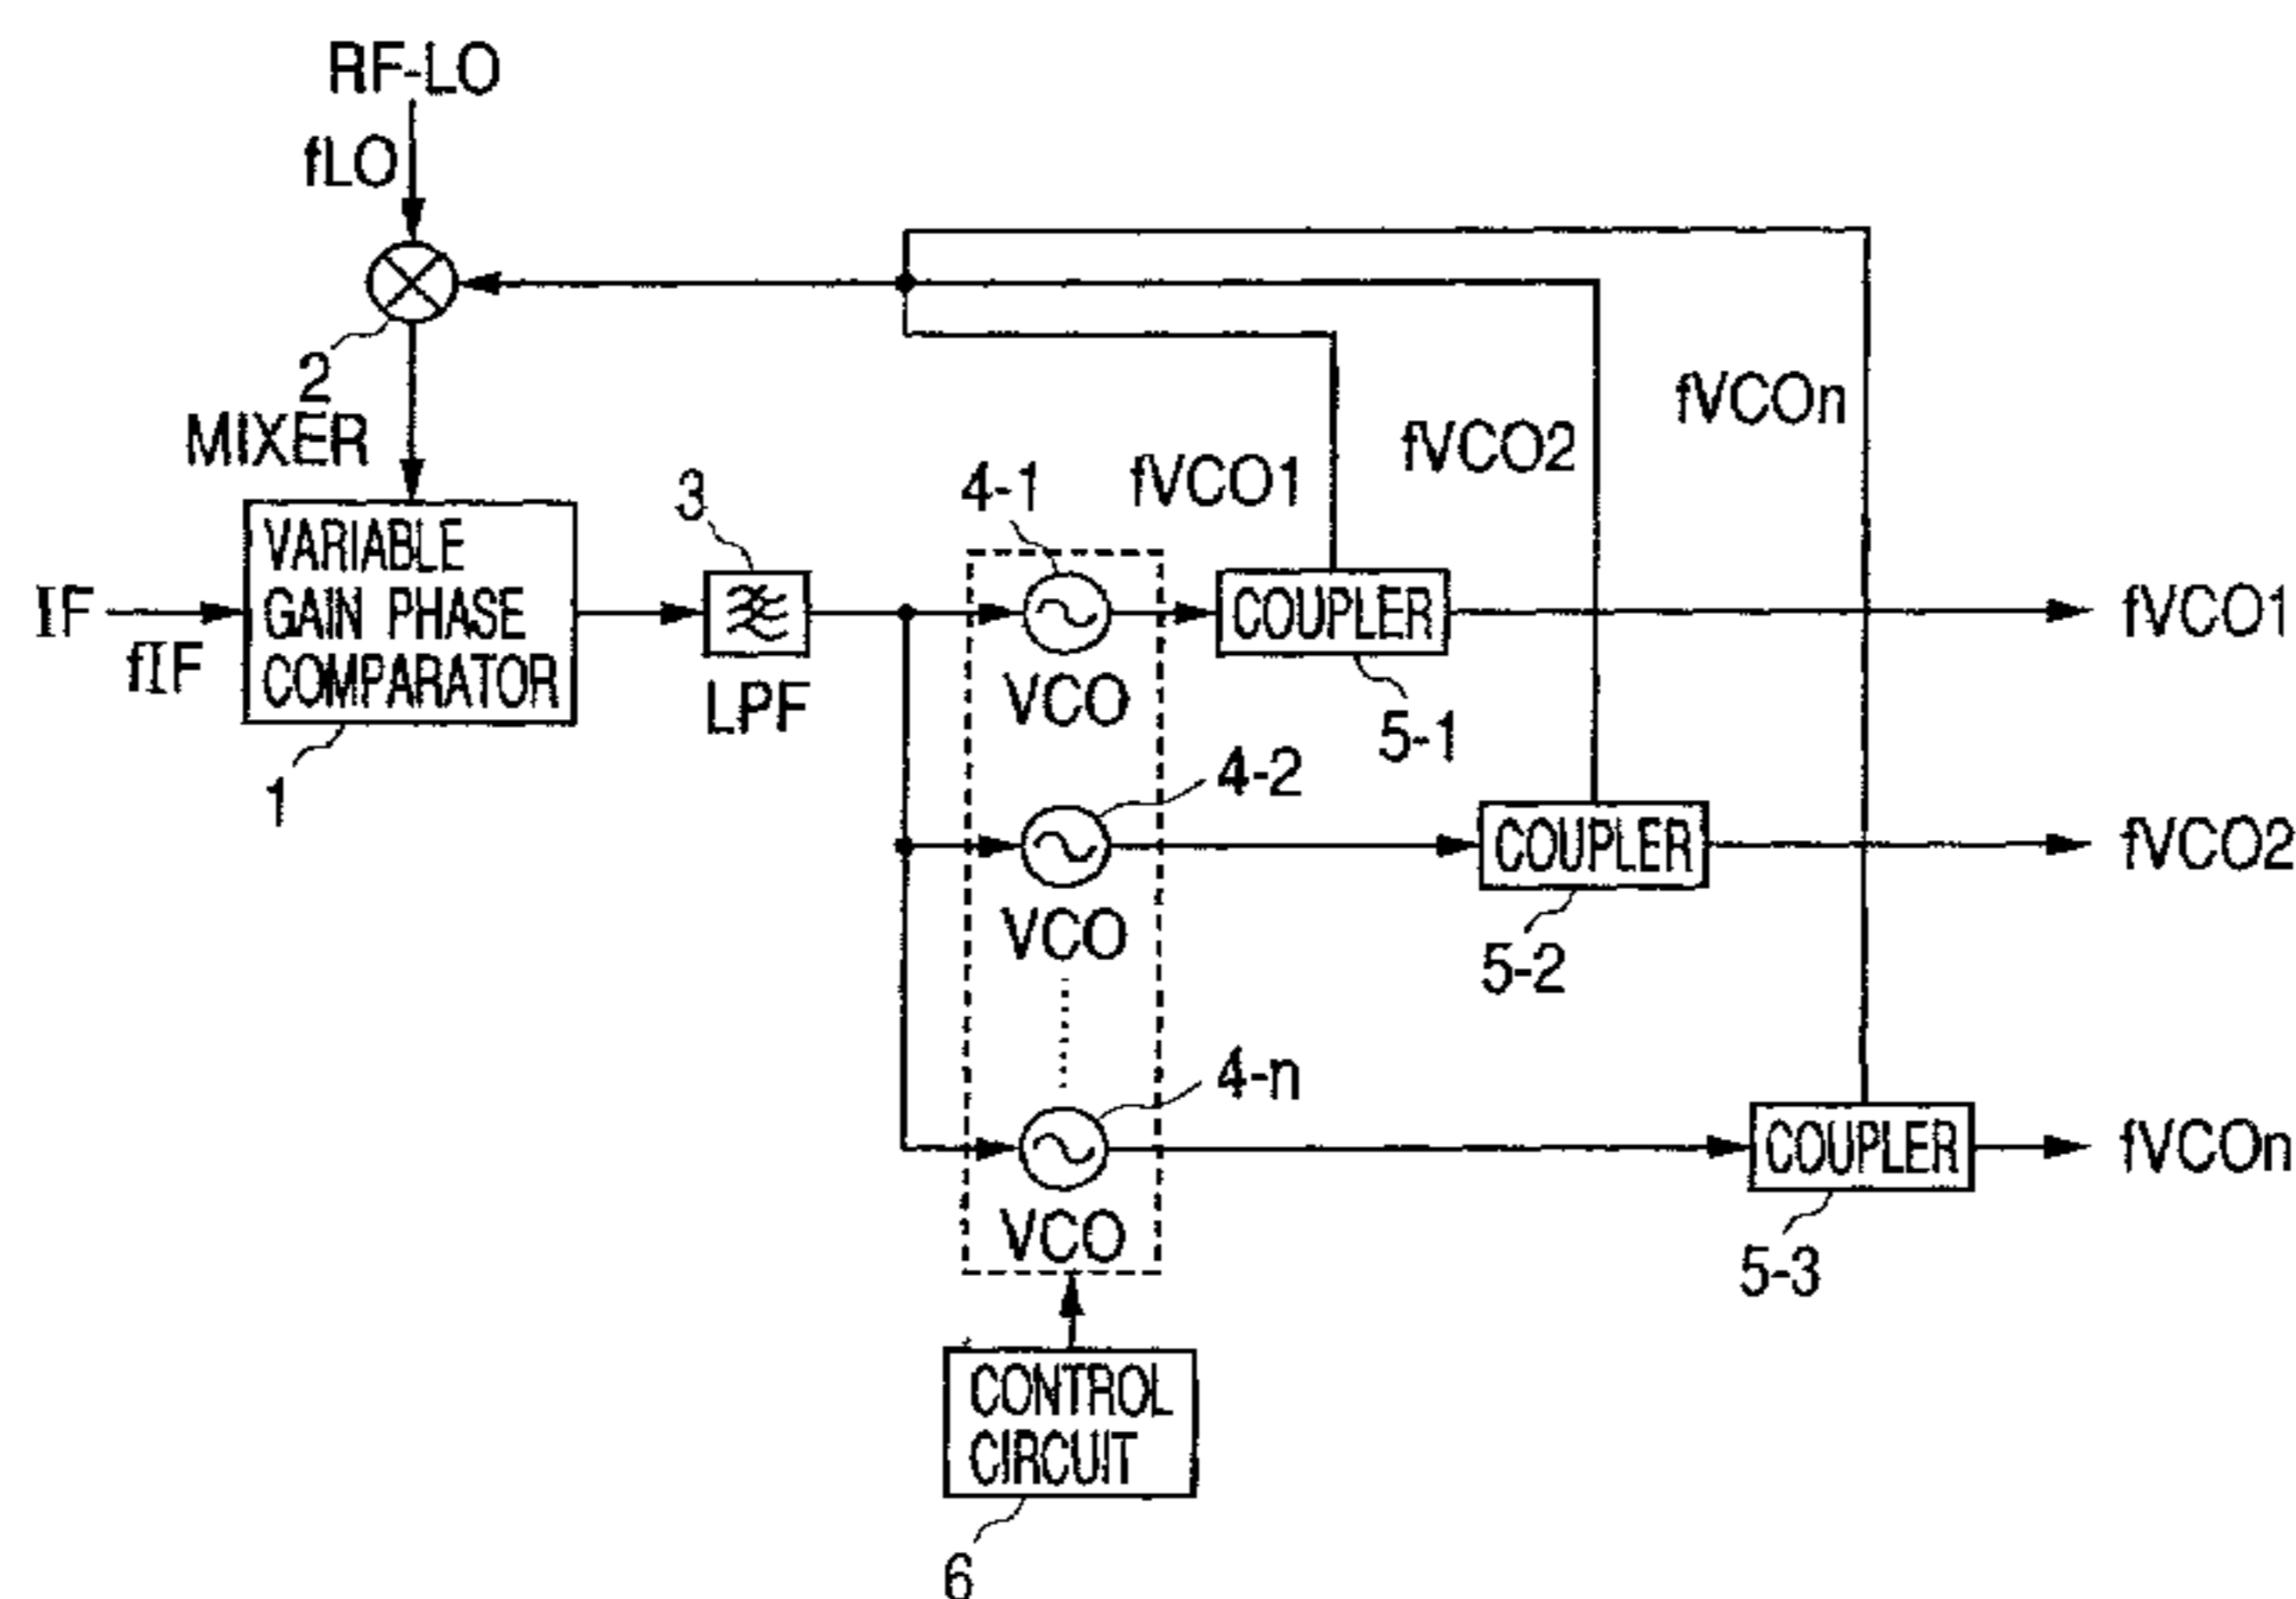 RF-LO
fLO
2
MIXER
fVCOn
fVCO2
fVCO1
4-1
3
VARIABLE
GAIN PHASE
COMPARATOR
IF
fIF
1
LPF
VCO
COUPLER
5-1
fVCO1
4-2
VCO
COUPLER
5-2
fVCO2
4-n
VCO
COUPLER
5-3
fVCOn
CONTROL
CIRCUIT
6